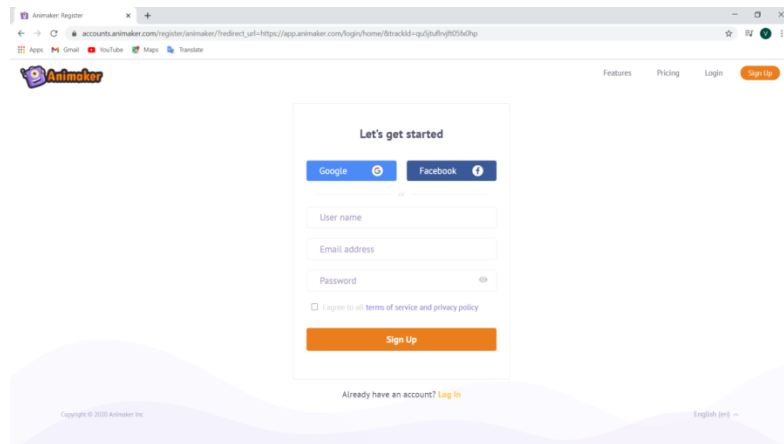 Animaker: Register
accounts.animaker.com/register/animaker/?redirect_url=https://app.animaker.com/login/home/&trackId=qu5jtuflrvjft056x0hp
Apps Gmail YouTube Maps Translate
V
Animaker
Features Pricing Login Sign Up
Let's get started
Google Facebook
or
User name
Email address
Password
I agree to all terms of service and privacy policy
Sign Up
Already have an account? Log In
Copyright © 2020 Animaker Inc. English (en)